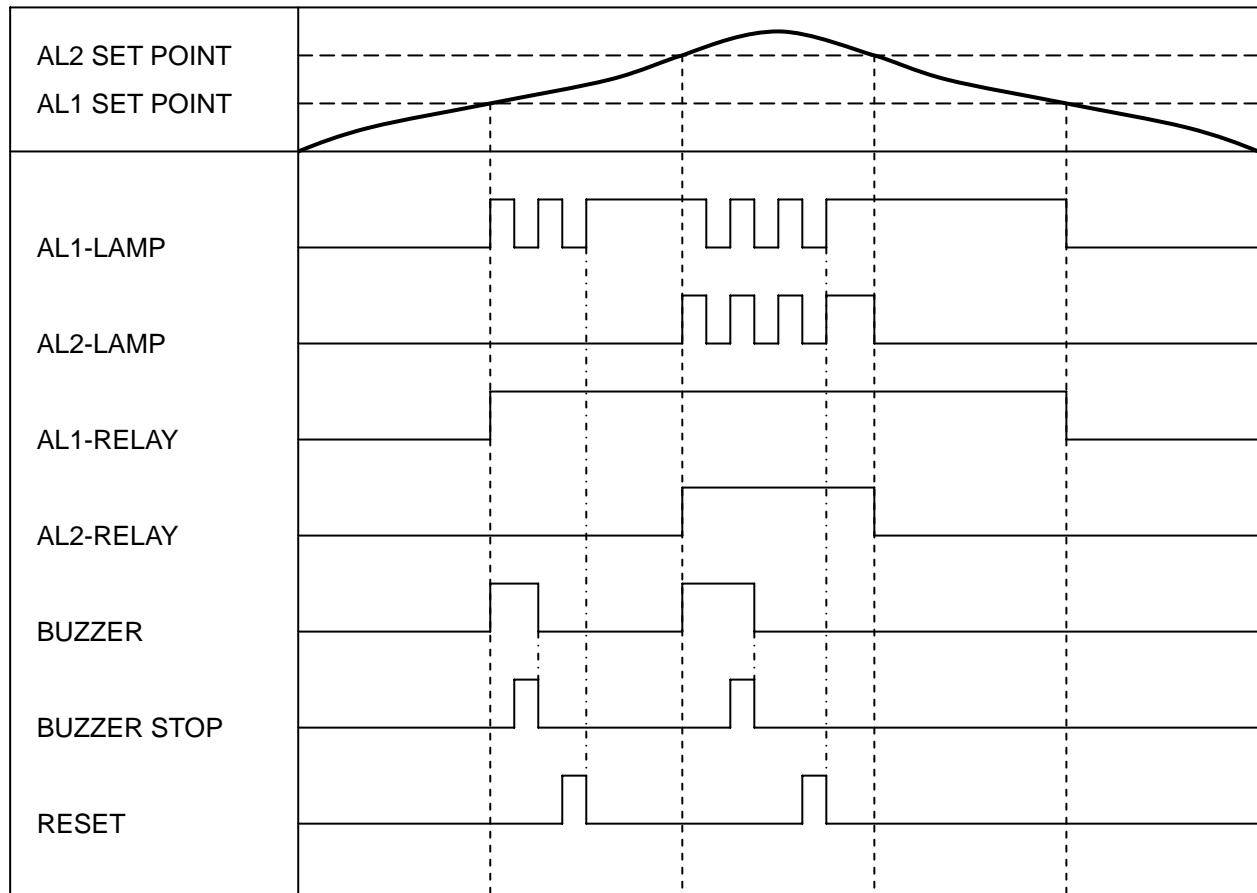 AL2 SET POINT
AL1 SET POINT
AL1-LAMP
AL2-LAMP
AL1-RELAY
AL2-RELAY
BUZZER
BUZZER STOP
RESET